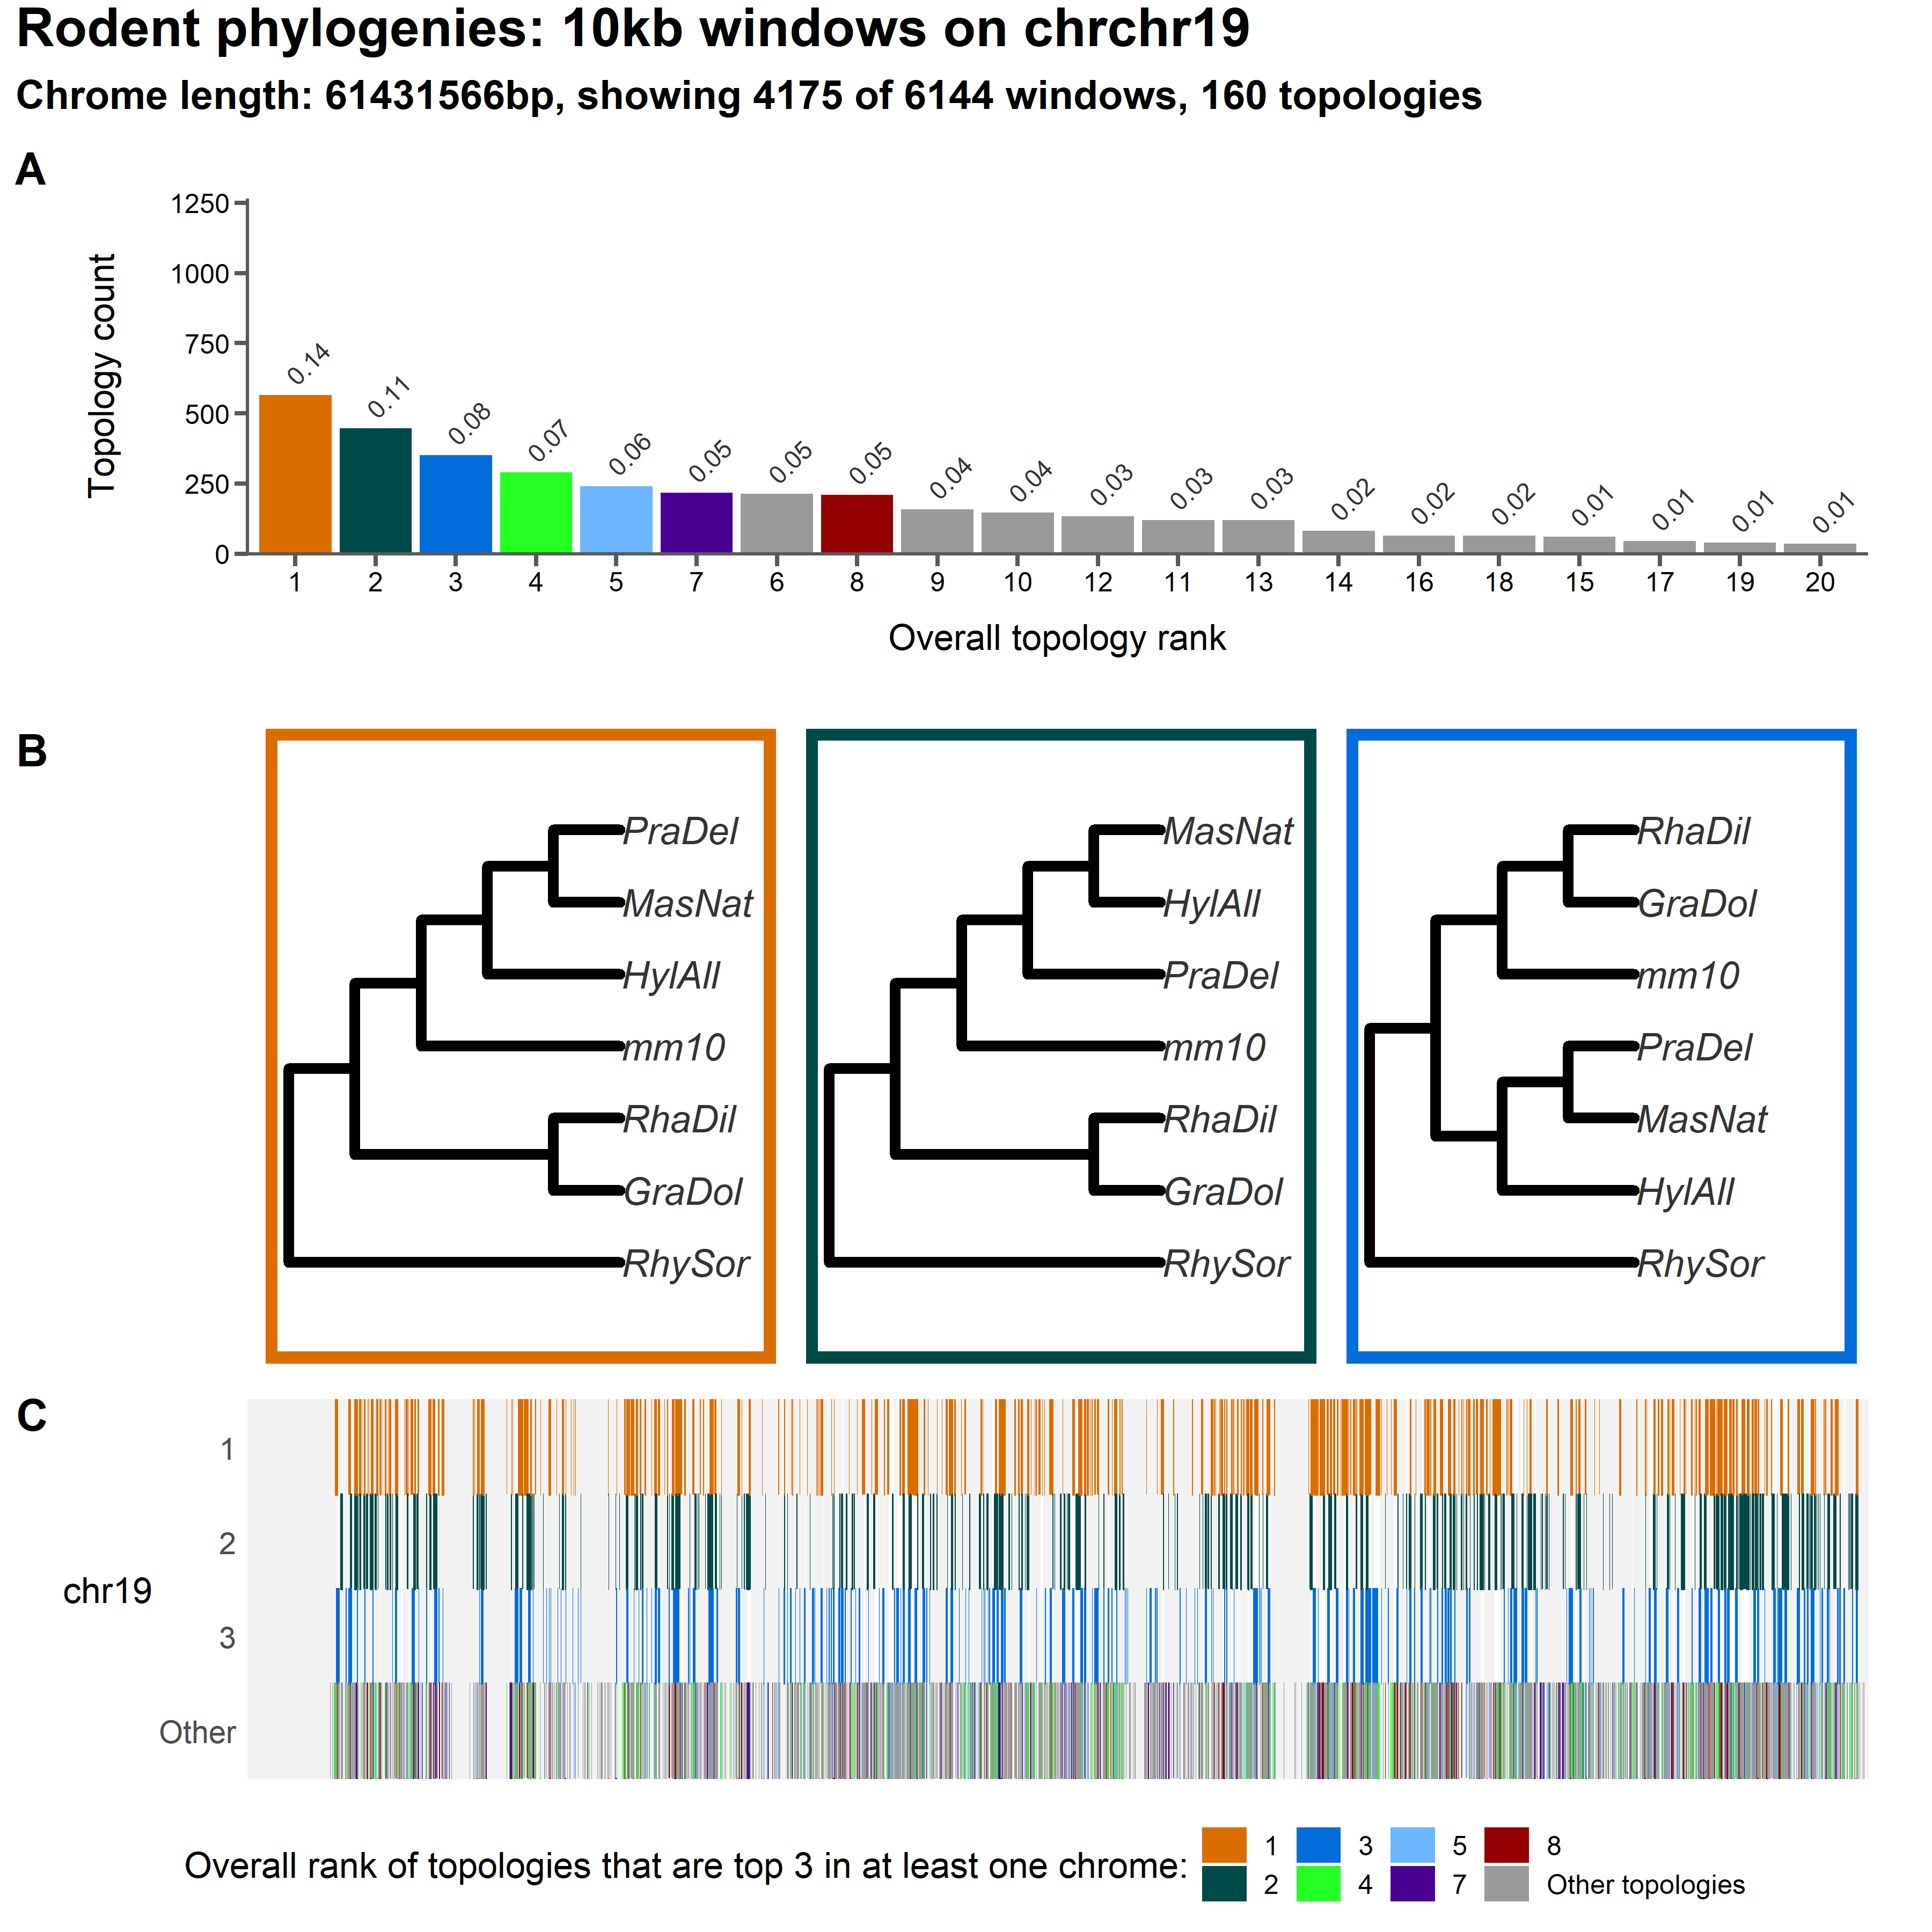 Rodent phylogenies: 10kb windows on chrchr19
Chrome length: 61431566bp, showing 4175 of 6144 windows, 160 topologies
A
Topology count
1250
1000
750
500
250
0
0.14 0.11 0.08 0.07 0.06 0.05 0.05 0.05 0.04 0.04 0.03 0.03 0.03 0.02 0.02 0.02 0.01 0.01 0.01 0.01
1 2 3 4 5 7 6 8 9 10 12 11 13 14 16 18 15 17 19 20
Overall topology rank
B
PraDel
MasNat
HylAll
mm10
RhaDil
GraDol
RhySor
MasNat
HylAll
PraDel
mm10
RhaDil
GraDol
RhySor
RhaDil
GraDol
mm10
PraDel
MasNat
HylAll
RhySor
C
chr19
1
2
3
Other
Overall rank of topologies that are top 3 in at least one chrome:
1 3 5 8
2 4 7 Other topologies